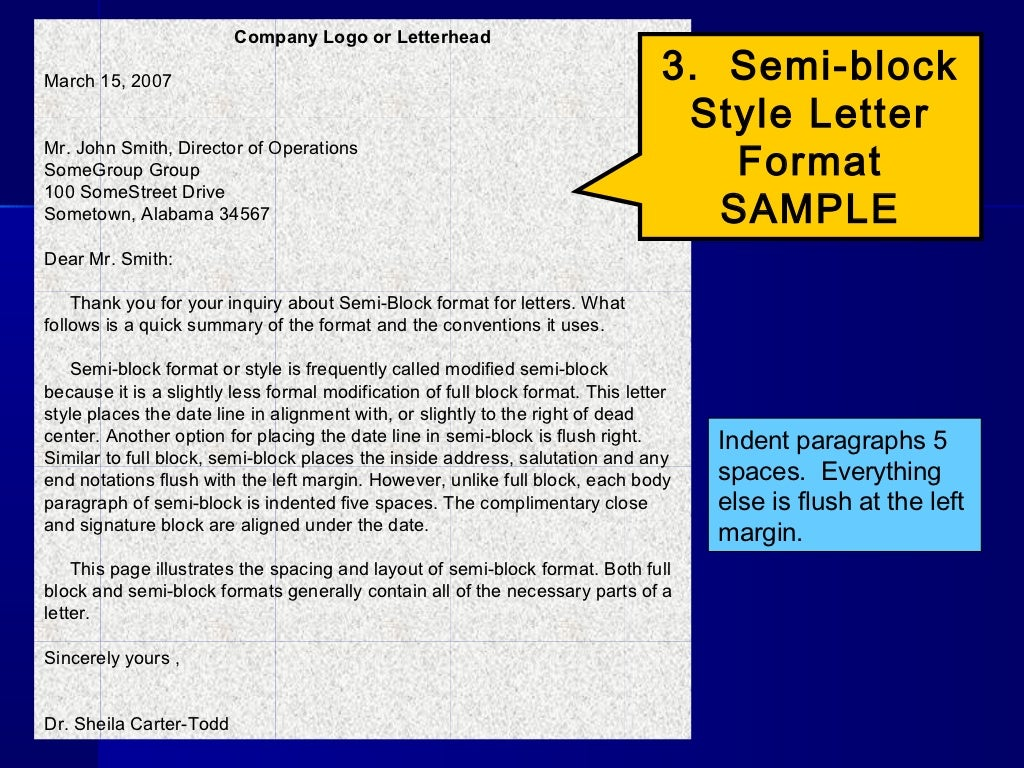 Company Logo or Letterhead
March 15, 2007
Mr. John Smith, Director of Operations
SomeGroup Group
100 SomeStreet Drive
Sometown, Alabama 34567
Dear Mr. Smith:
Thank you for your inquiry about Semi-Block format for letters. What
follows is a quick summary of the format and the conventions it uses.
Semi-block format or style is frequently called modified semi-block
because it is a slightly less formal modification of full block format. This letter
style places the date line in alignment with, or slightly to the right of dead
center. Another option for placing the date line in semi-block is flush right.
Similar to full block, semi-block places the inside address, salutation and any
end notations flush with the left margin. However, unlike full block, each body
paragraph of semi-block is indented five spaces. The complimentary close
and signature block are aligned under the date.
This page illustrates the spacing and layout of semi-block format. Both full
block and semi-block formats generally contain all of the necessary parts of a
letter.
Sincerely yours ,
Dr. Sheila Carter-Todd
3. Semi-block
Style Letter
Format
SAMPLE
Indent paragraphs 5
spaces. Everything
else is flush at the left
margin.